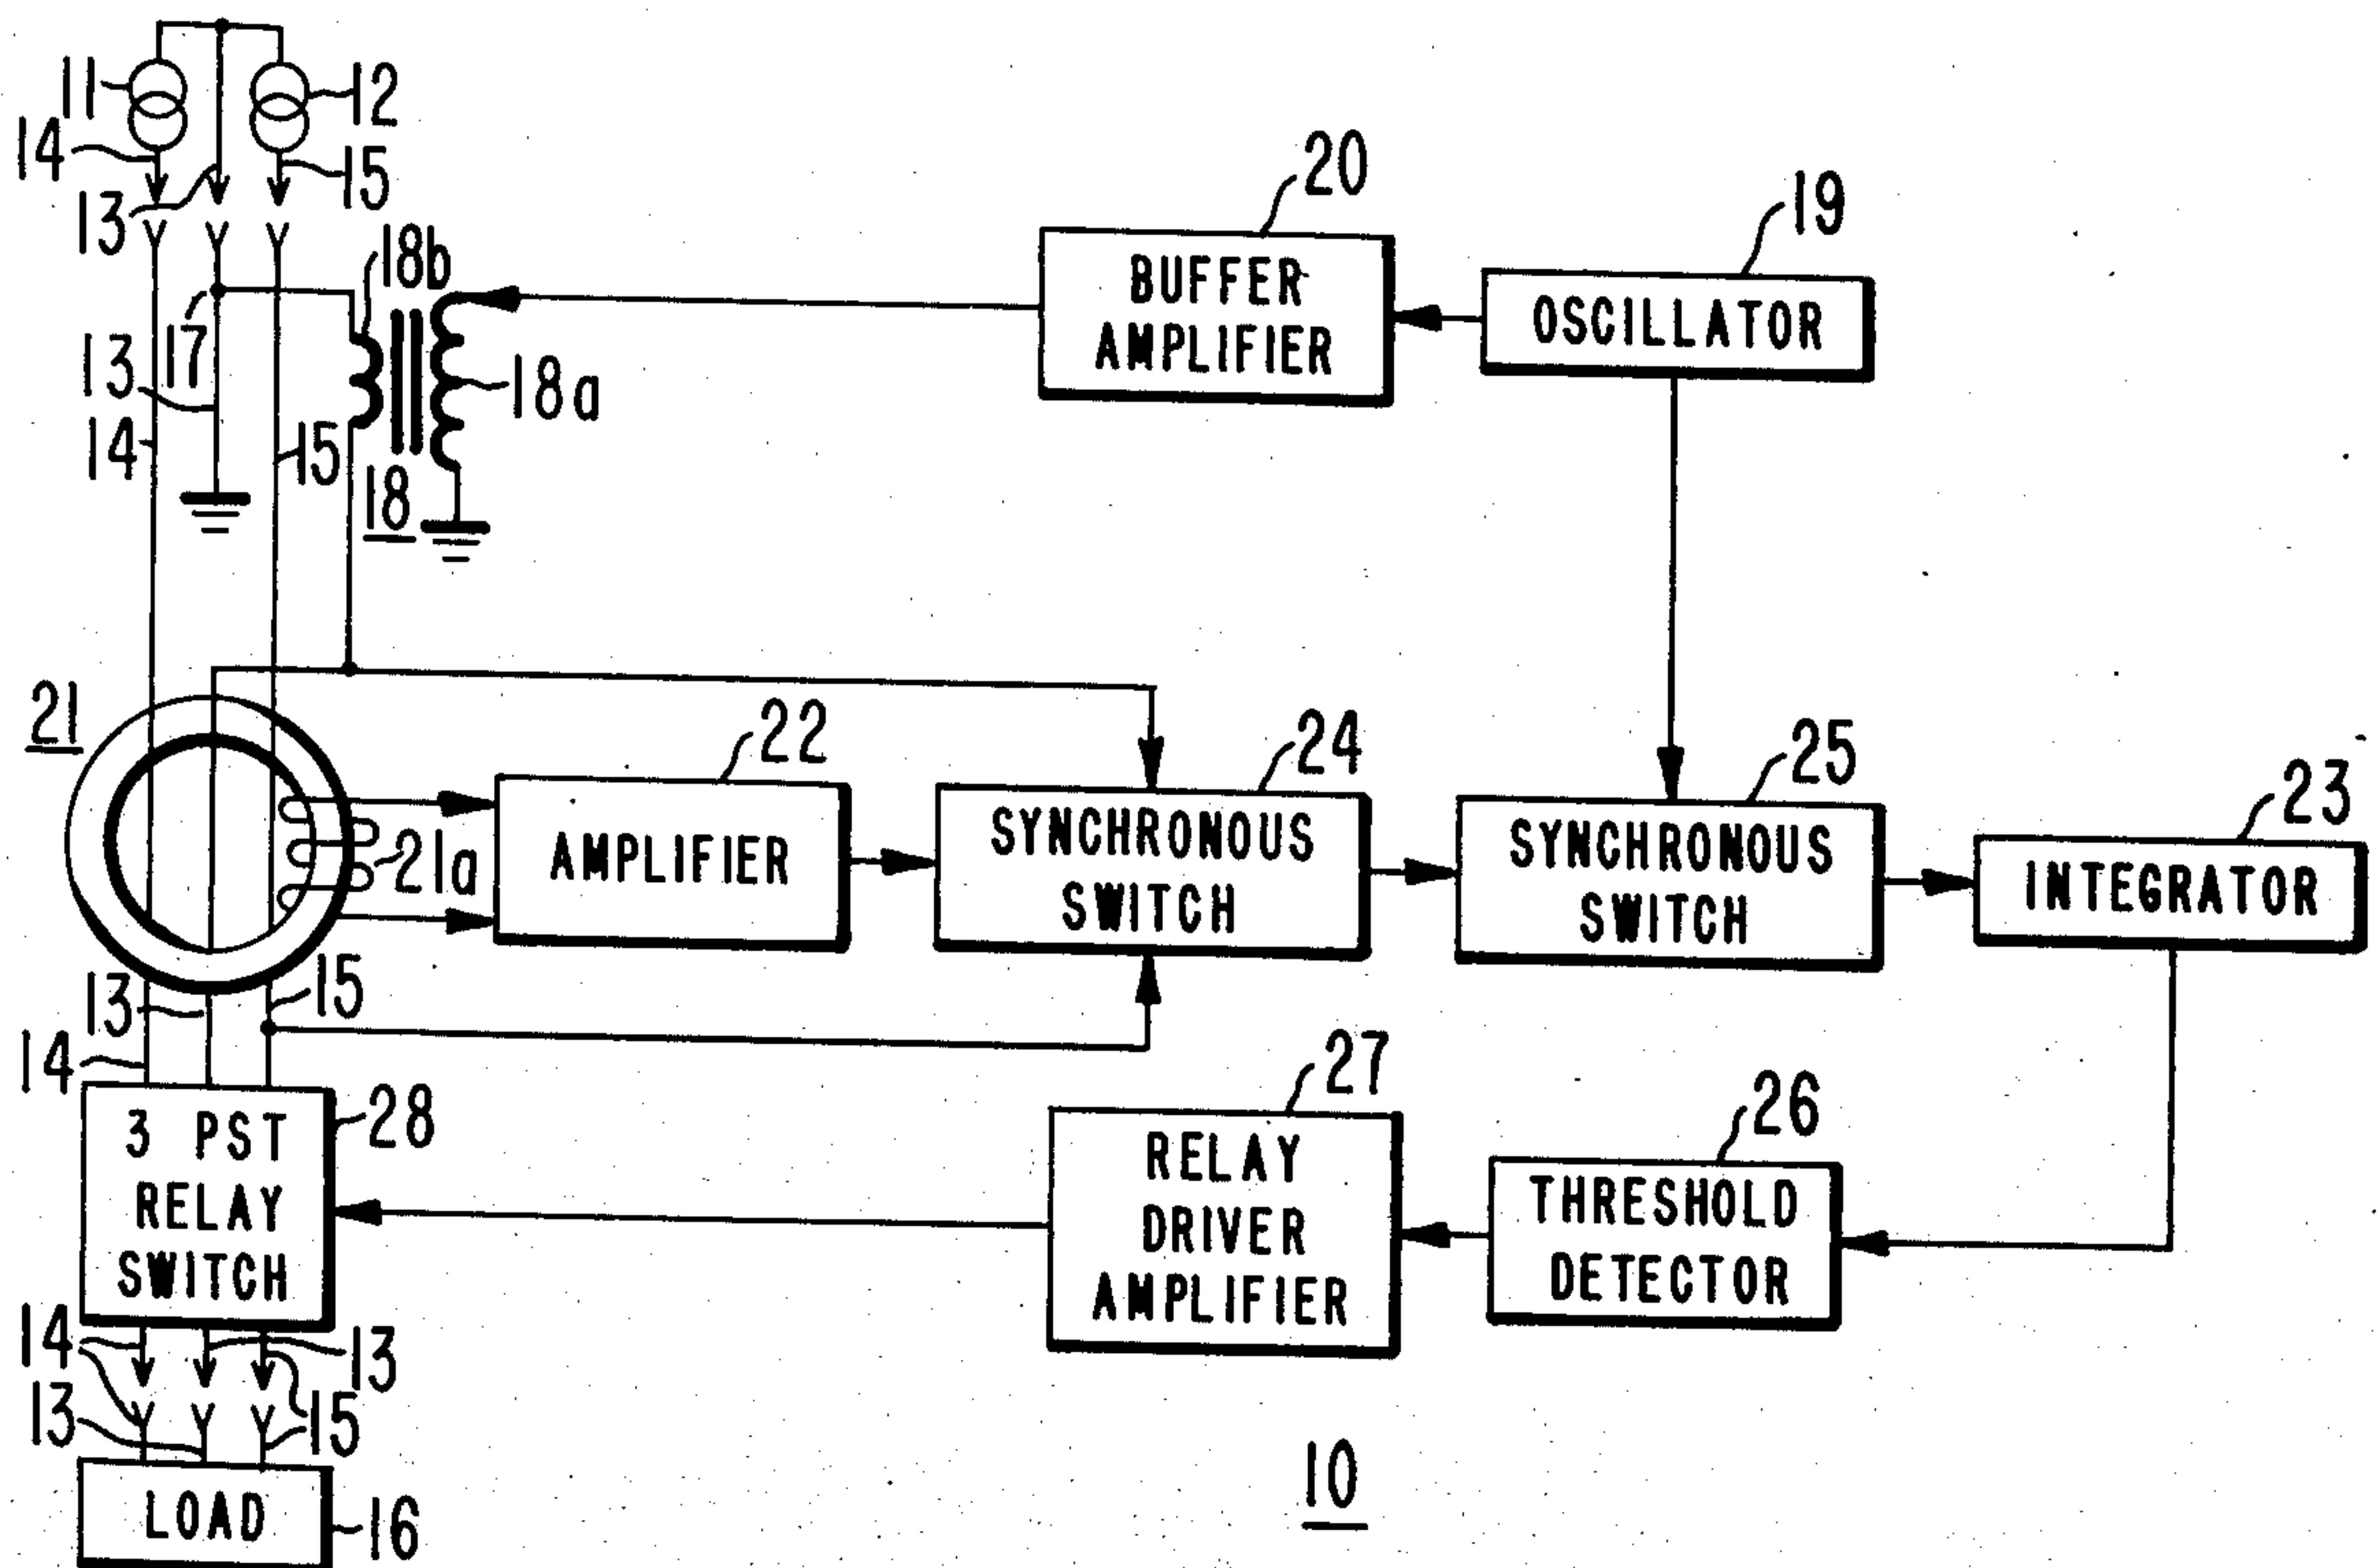 11
12
14
15
13
18b
20
19
BUFFER
AMPLIFIER
OSCILLATOR
17
13
18a
14
15
18
21
22
24
25
23
AMPLIFIER
SYNCHRONOUS
SWITCH
SYNCHRONOUS
SWITCH
INTEGRATOR
21a
13
15
14
27
26
28
3 PST
RELAY
SWITCH
RELAY
DRIVER
AMPLIFIER
THRESHOLD
DETECTOR
14
13
13
15
10
LOAD
16